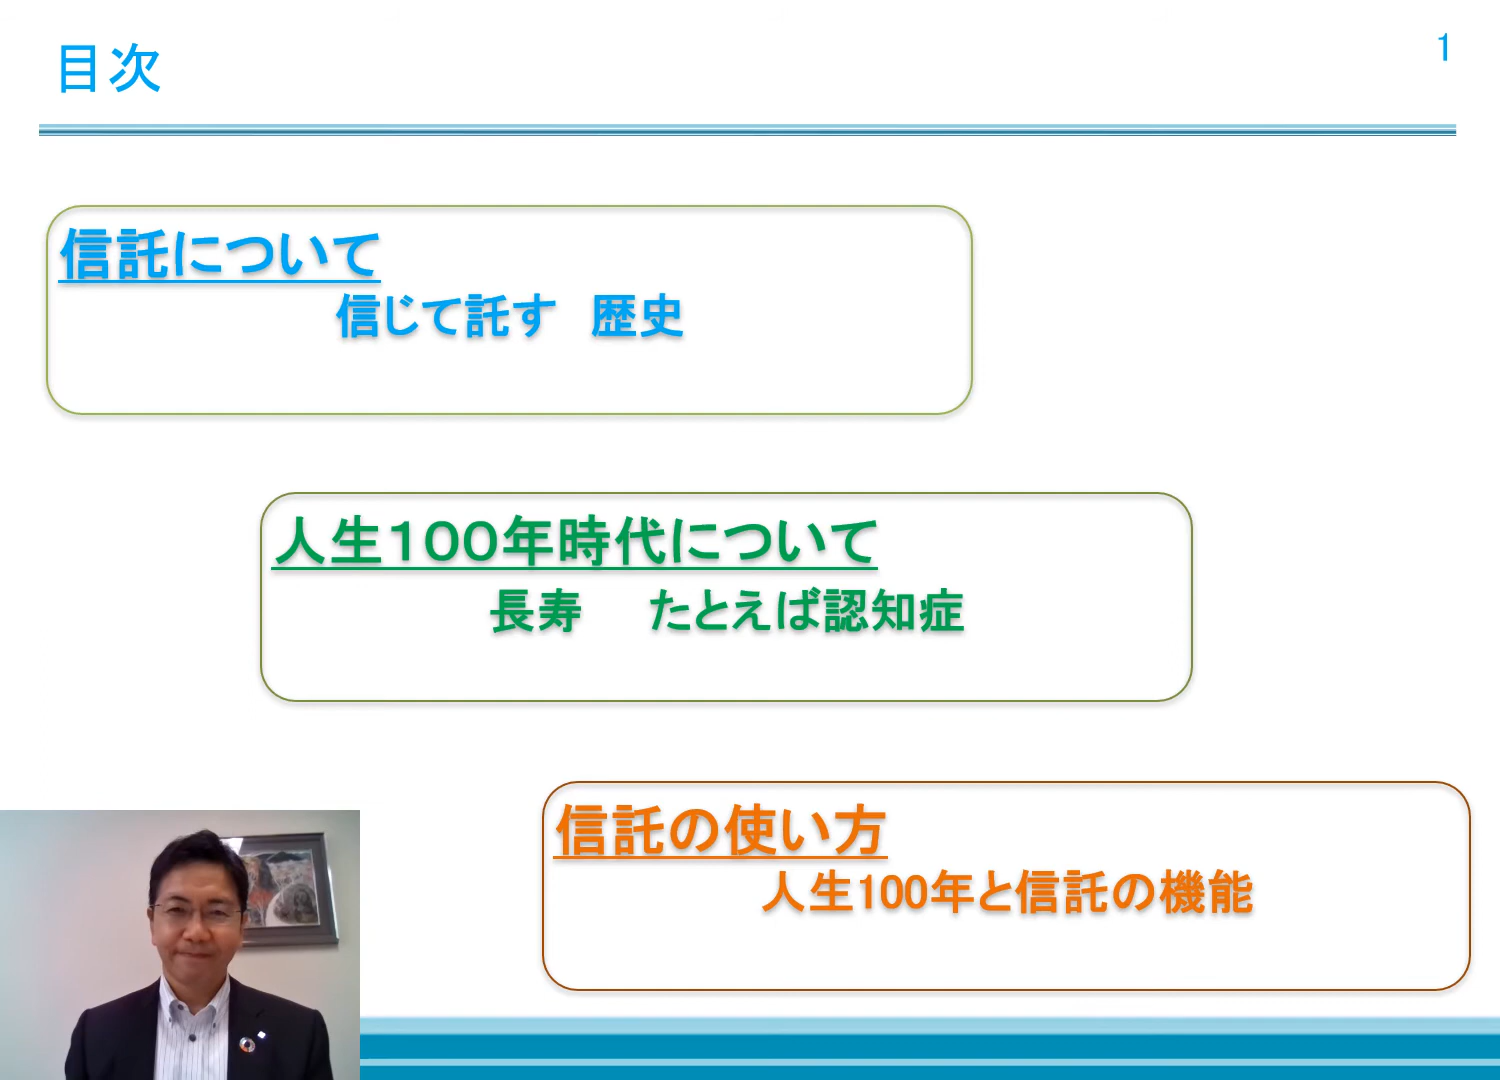 目次
1
信託について
信じて託す　歴史
人生１００年時代について
長寿　たとえば認知症
信託の使い方
人生100年と信託の機能